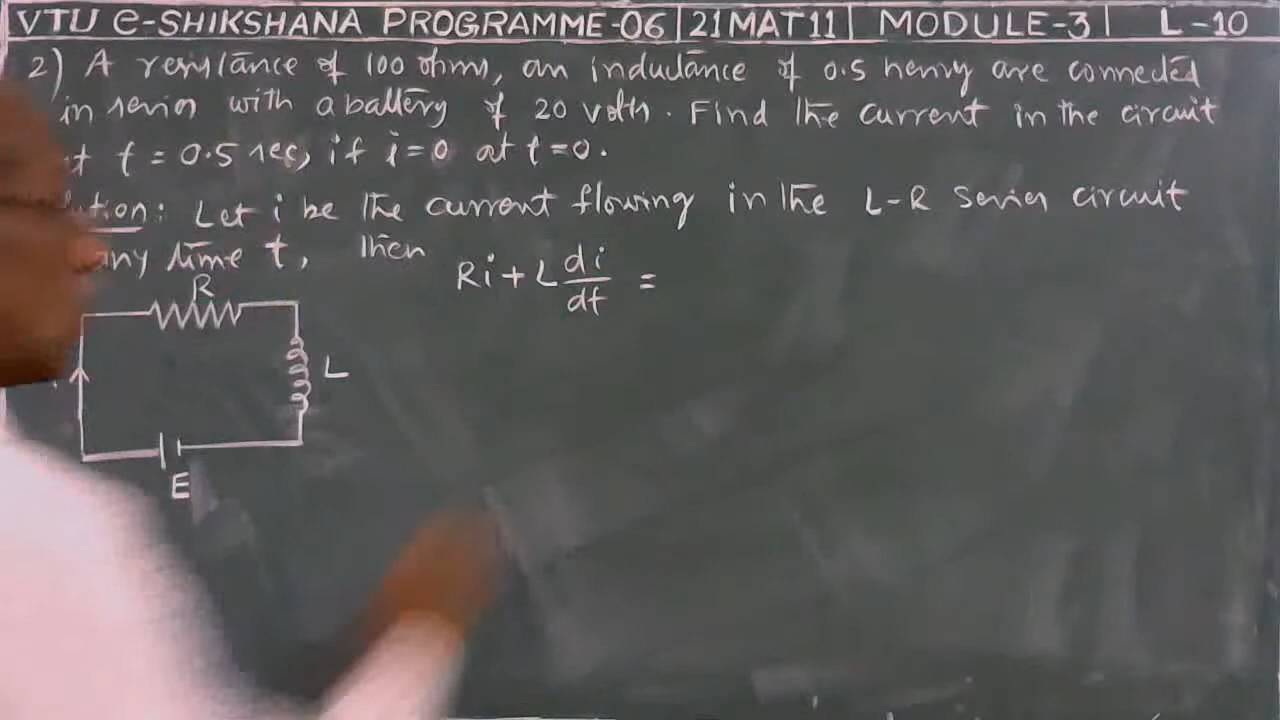 VTU e-SHIKSHANA PROGRAMME-06 | 21MAT11 | MODULE-3 | L-10
2) A resistance of 100 ohms, an inductance of 0.5 henry are connected
in series with a battery of 20 volts. Find the current in the circuit
t t = 0.5 sec, if i=0 at t=0.
ution: Let i be the current flowing in the L-R Series circuit
any time t, then Ri + L di/dt =
R
L
E